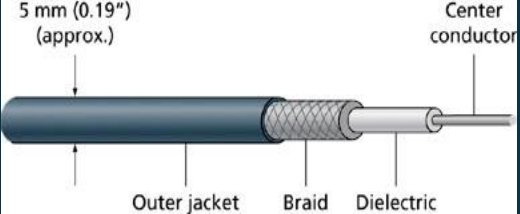 5 mm (0.19")
(approx.)
Center
conductor
Outer jacket
Braid
Dielectric